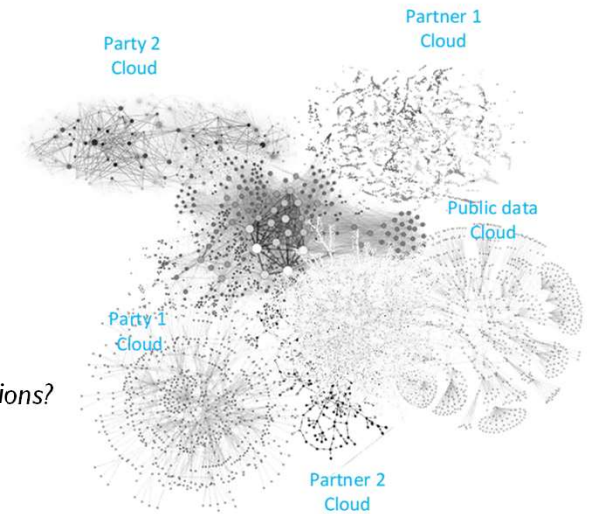 Partner 1
Cloud
Party 2
Cloud
Public data
Cloud
Party 1
Cloud
ions?
Partner 2
Cloud